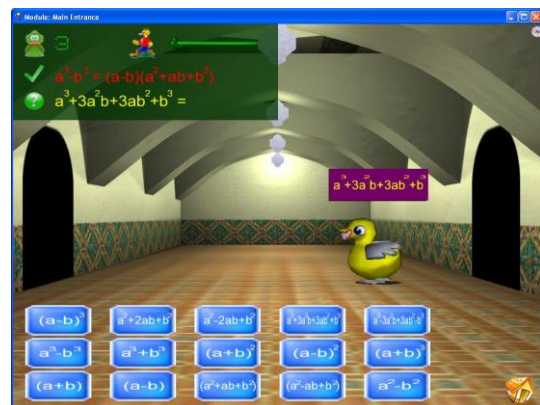 Module: Main Entrance
3
a³-b³ = (a-b)(a²+ab+b²)
a³+3a²b+3ab²+b³ =
a³+3a²b+3ab²+b³
(a-b)³ a²+2ab+b² a²-2ab+b² a³+3a²b+3ab²+b³ a³-3a²b+3ab²-b³
a³-b³ a³+b³ (a+b)² (a-b)² (a+b)³
(a+b) (a-b) (a²+ab+b²) (a²-ab+b²) a²-b²